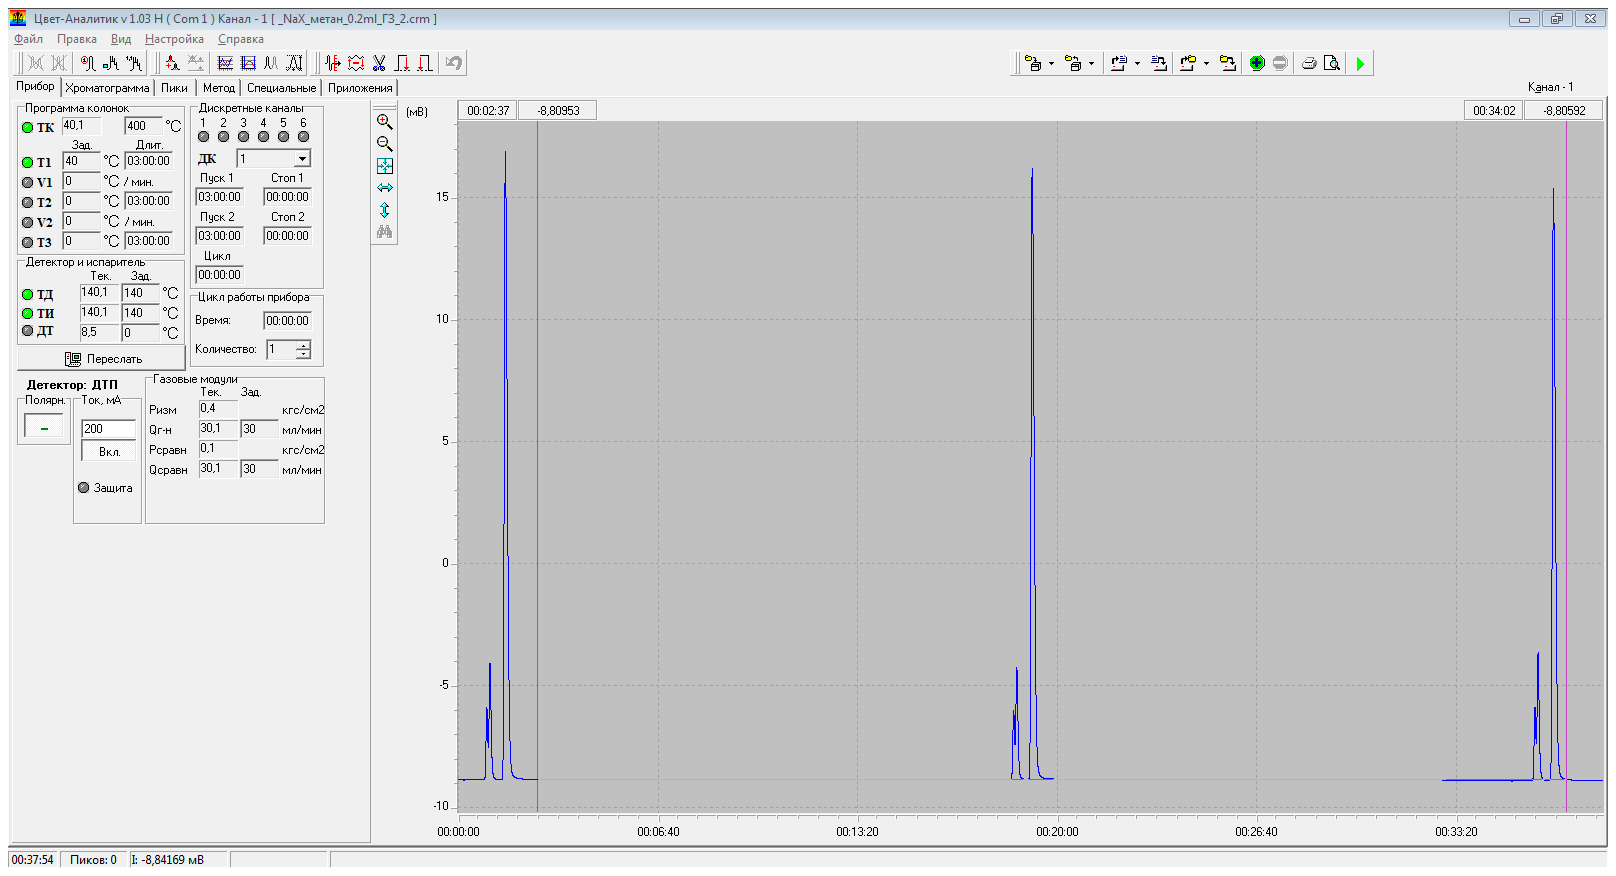 Цвет-Аналитик v 1.03 H ( Com 1 ) Канал - 1 [ _NaX_метан_0.2ml_ГЗ_2.crm ]
Файл Правка Вид Настройка Справка
Прибор Хроматограмма Пики Метод Специальные Приложения
Канал - 1
Программа колонок
ТК 40,1 400 °C
Зад. Длит.
T1 40 °C 03:00:00
V1 0 °C / мин.
T2 0 °C 03:00:00
V2 0 °C / мин.
T3 0 °C 03:00:00
Детектор и испаритель
Тек. Зад.
ТД 140,1 140 °C
ТИ 140,1 140 °C
ДТ 8,5 0 °C
Переслать
Детектор: ДТП
Полярн.
–
Ток, мА
200
Вкл.
Защита
Дискретные каналы
1 2 3 4 5 6
ДК 1
Пуск 1 Стоп 1
03:00:00 00:00:00
Пуск 2 Стоп 2
03:00:00 00:00:00
Цикл
00:00:00
Цикл работы прибора
Время: 00:00:00
Количество: 1
Газовые модули
Тек. Зад.
Ризм 0,4 кгс/см2
Qг-н 30,1 30 мл/мин
Рсравн 0,1 кгс/см2
Qсравн 30,1 30 мл/мин
(мВ) 00:02:37 -8,80953 00:34:02 -8,80592
15
10
5
0
-5
-10
00:00:00 00:06:40 00:13:20 00:20:00 00:26:40 00:33:20
00:37:54 Пиков: 0 I: -8,84169 мВ